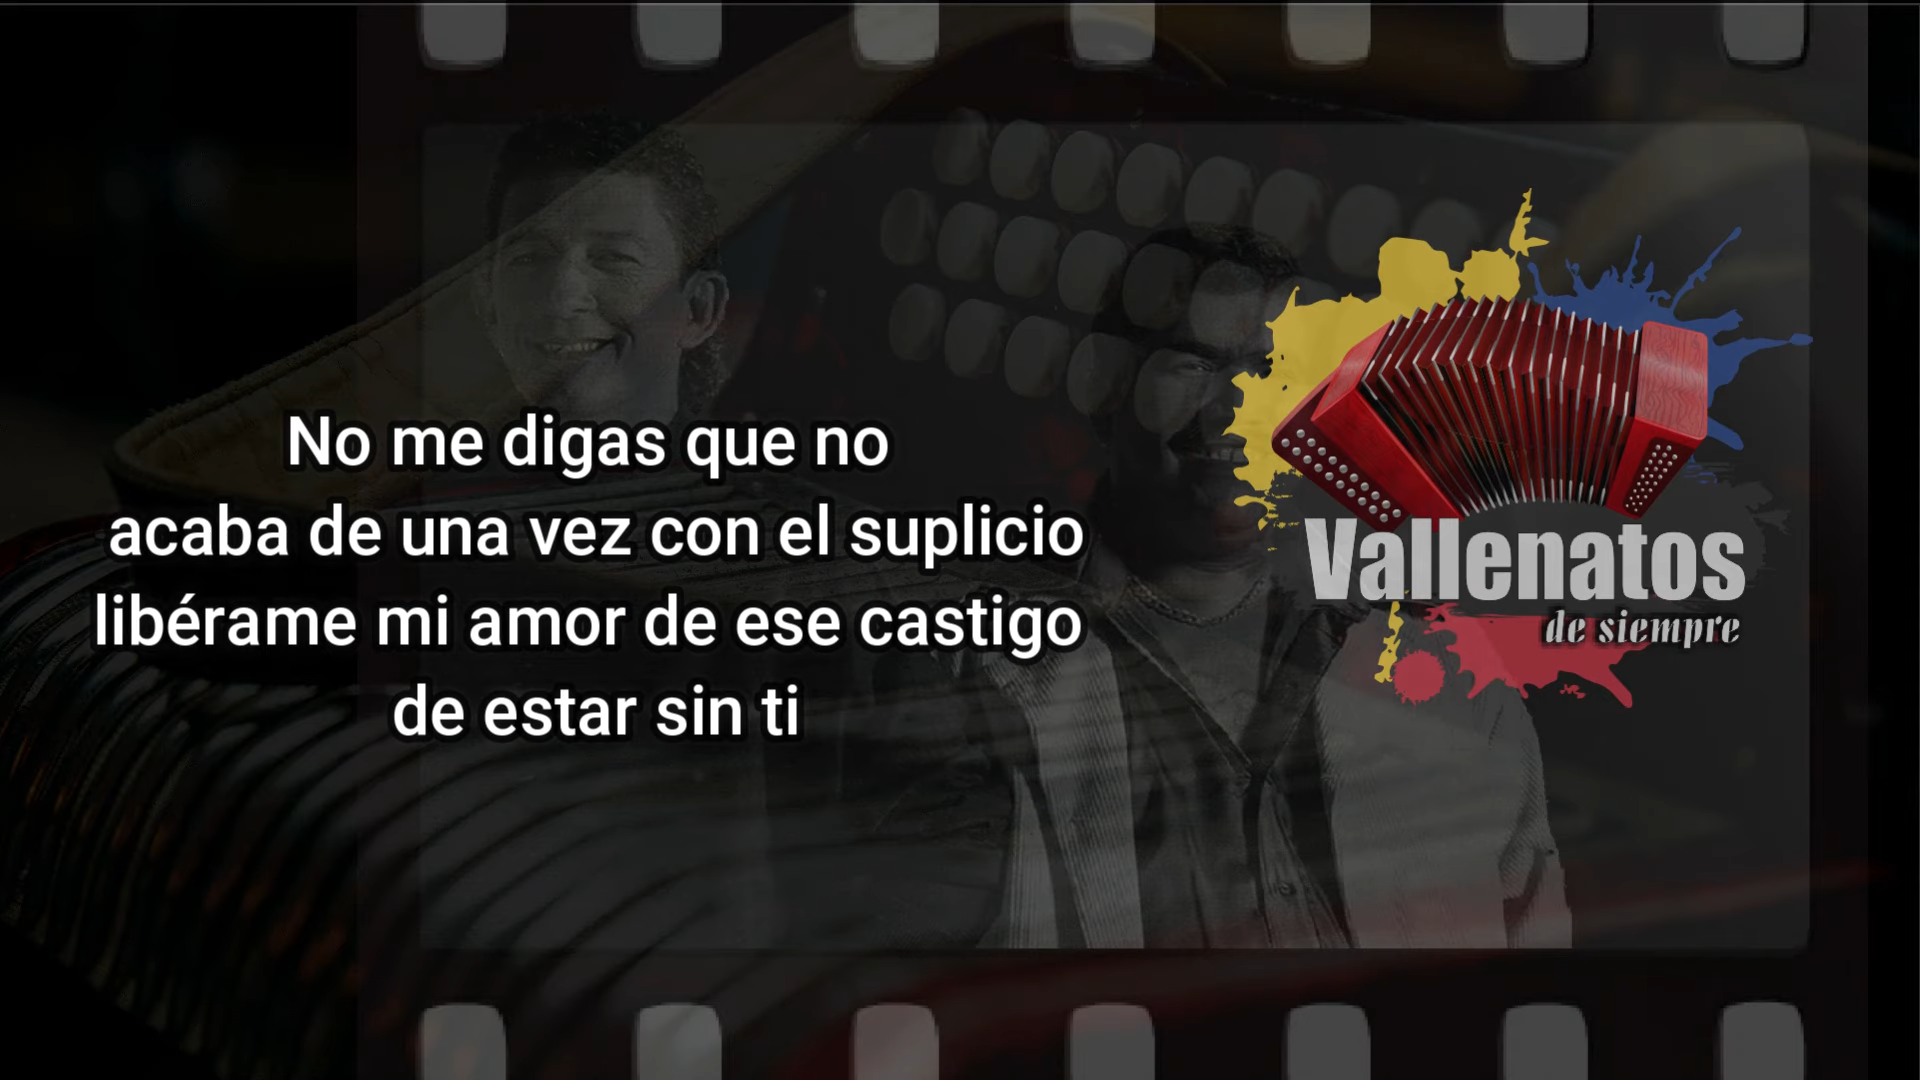 No me digas que no
acaba de una vez con el suplicio
libérame mi amor de ese castigo
de estar sin ti
Vallenatos
de siempre